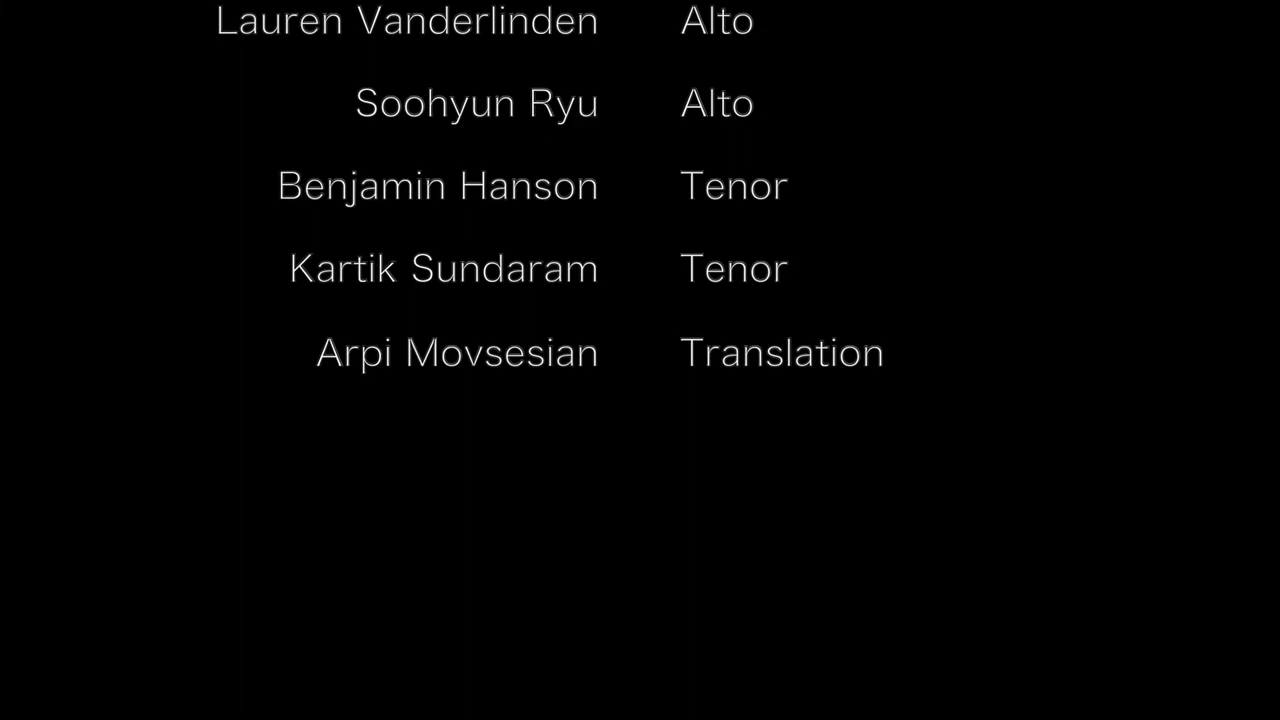 Lauren Vanderlinden Alto
Soohyun Ryu Alto
Benjamin Hanson Tenor
Kartik Sundaram Tenor
Arpi Movsesian Translation